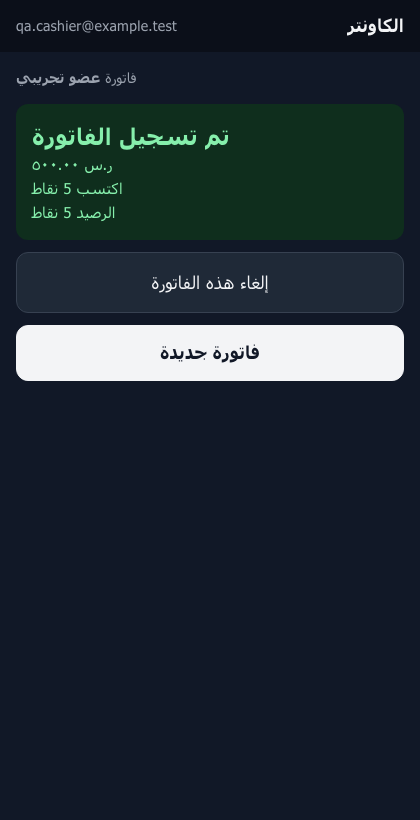 الكاونتر
qa.cashier@example.test
فاتورة عضو تجريبي
تم تسجيل الفاتورة
ر.س ٥٠٠.٠٠
اكتسب 5 نقاط
الرصيد 5 نقاط
إلغاء هذه الفاتورة
فاتورة جديدة